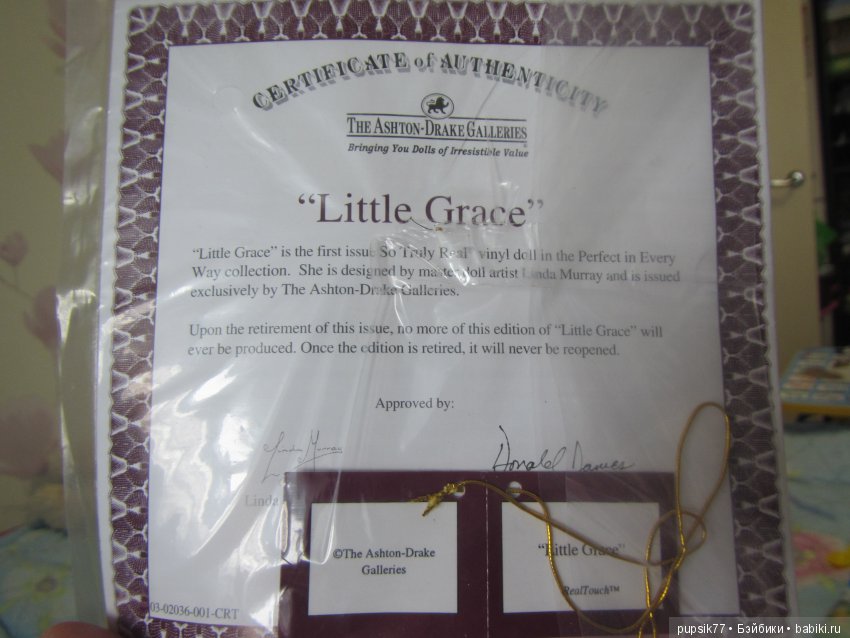 CERTIFICATE of AUTHENTICITY
THE ASHTON-DRAKE GALLERIES
Bringing You Dolls of Irresistible Value
“Little Grace”
“Little Grace” is the first issue So Truly Real® vinyl doll in the Perfect in Every
Way collection. She is designed by master doll artist Linda Murray and is issued
exclusively by The Ashton-Drake Galleries.
Upon the retirement of this issue, no more of this edition of “Little Grace” will
ever be produced. Once the edition is retired, it will never be reopened.
Approved by:
Linda Murray
Linda
©The Ashton-Drake
Galleries
“Little Grace”
RealTouch™
03-02036-001-CRT
pupsik77 • Бэйбики • babiki.ru